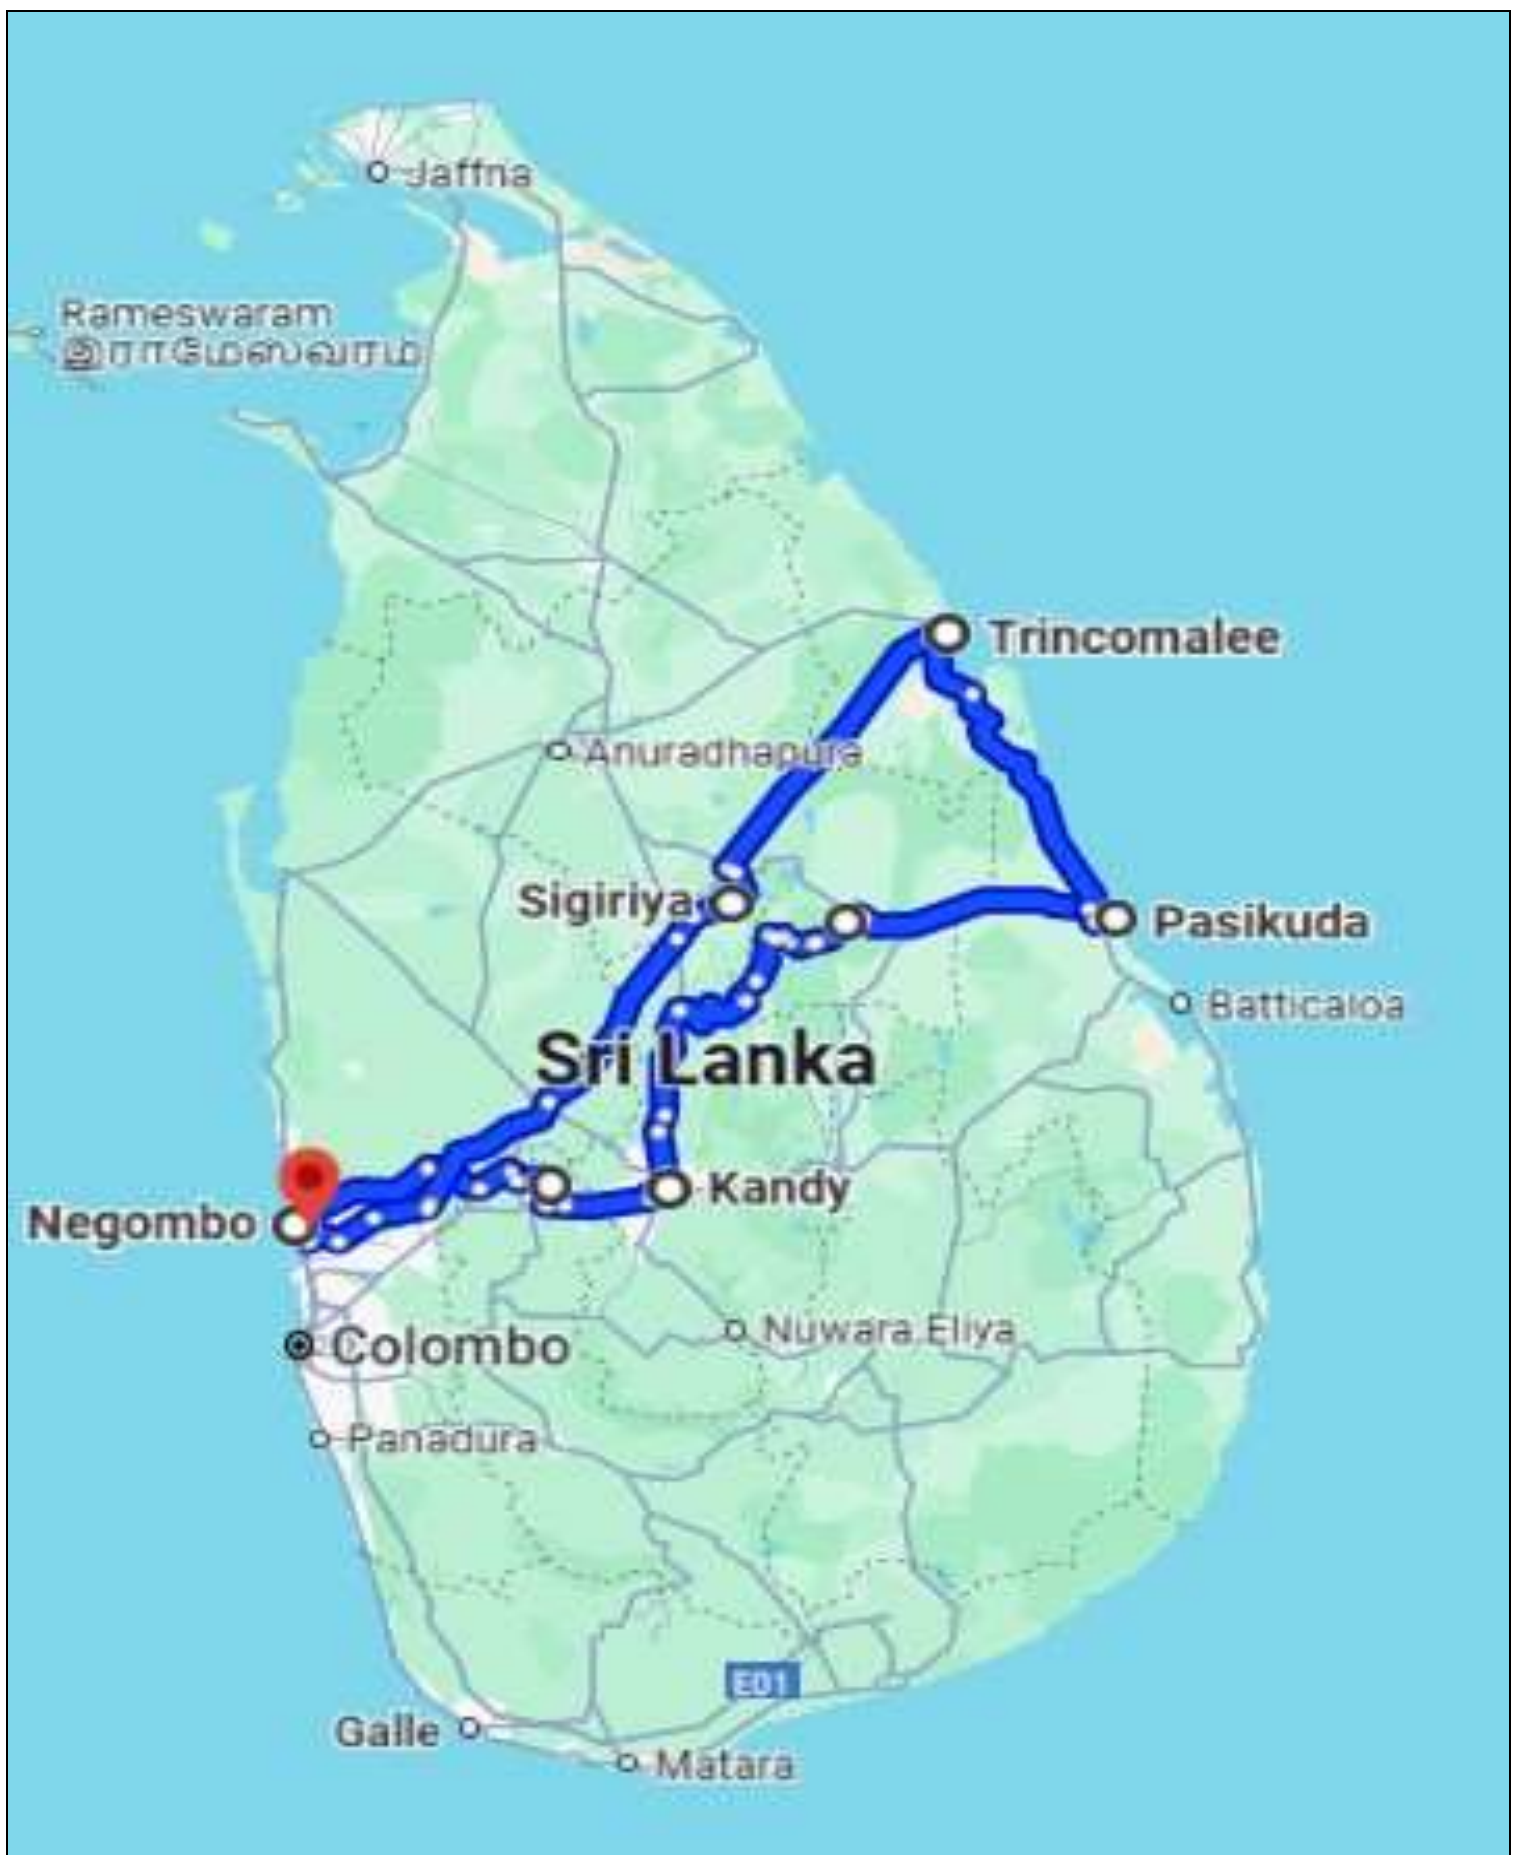 Jaffna
Rameswaram
இராமேஸ்வரம்
Trincomalee
Anuradhapura
Sigiriya
Pasikuda
Batticaloa
Sri Lanka
Kandy
Negombo
Nuwara Eliya
Colombo
Panadura
E01
Galle
Matara